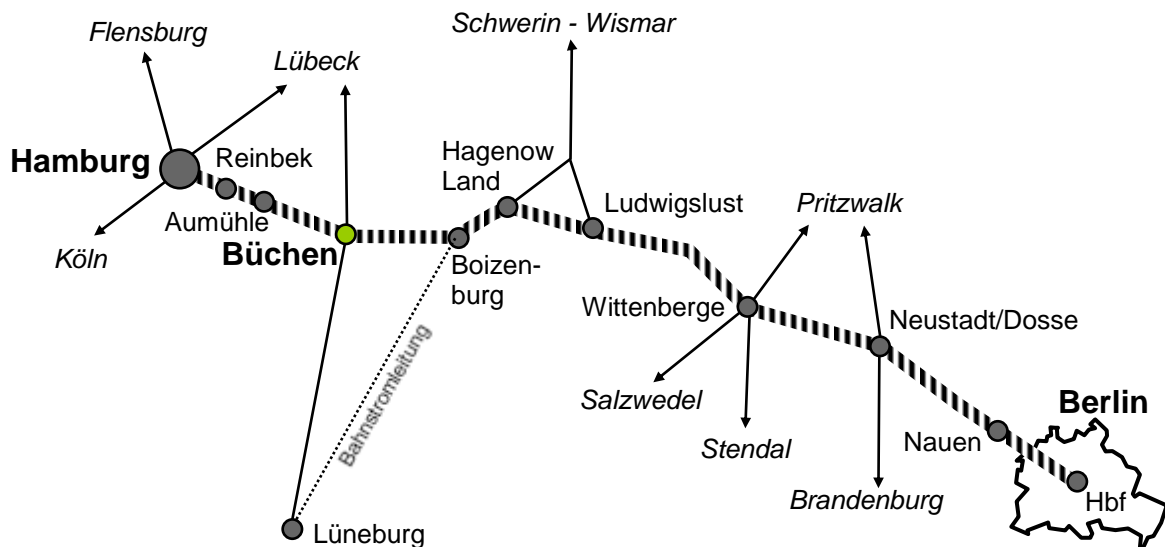 Schwerin - Wismar
Flensburg
Lübeck
Hamburg
Reinbek
Hagenow
Land
Aumühle
Ludwigslust
Pritzwalk
Köln
Büchen
Boizen-
burg
Wittenberge
Neustadt/Dosse
Bahnstromleitung
Salzwedel
Berlin
Stendal
Nauen
Brandenburg
Hbf
Lüneburg